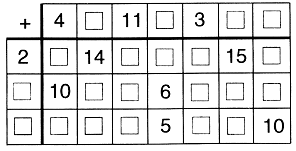 + 4 □ 11 □ 3 □ □
2 □ 14 □ □ □ 15 □
□ 10 □ □ 6 □ □ □
□ □ □ □ 5 □ □ 10